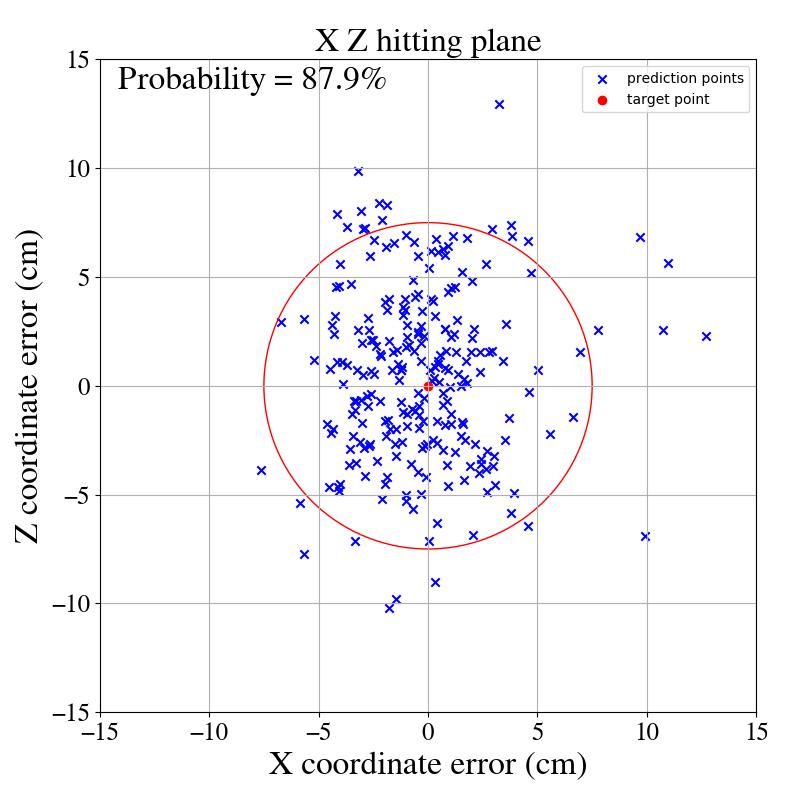 X Z hitting plane
Probability = 87.9%
prediction points
target point
Z coordinate error (cm)
15
10
5
0
−5
−10
−15
−15 −10 −5 0 5 10 15
X coordinate error (cm)